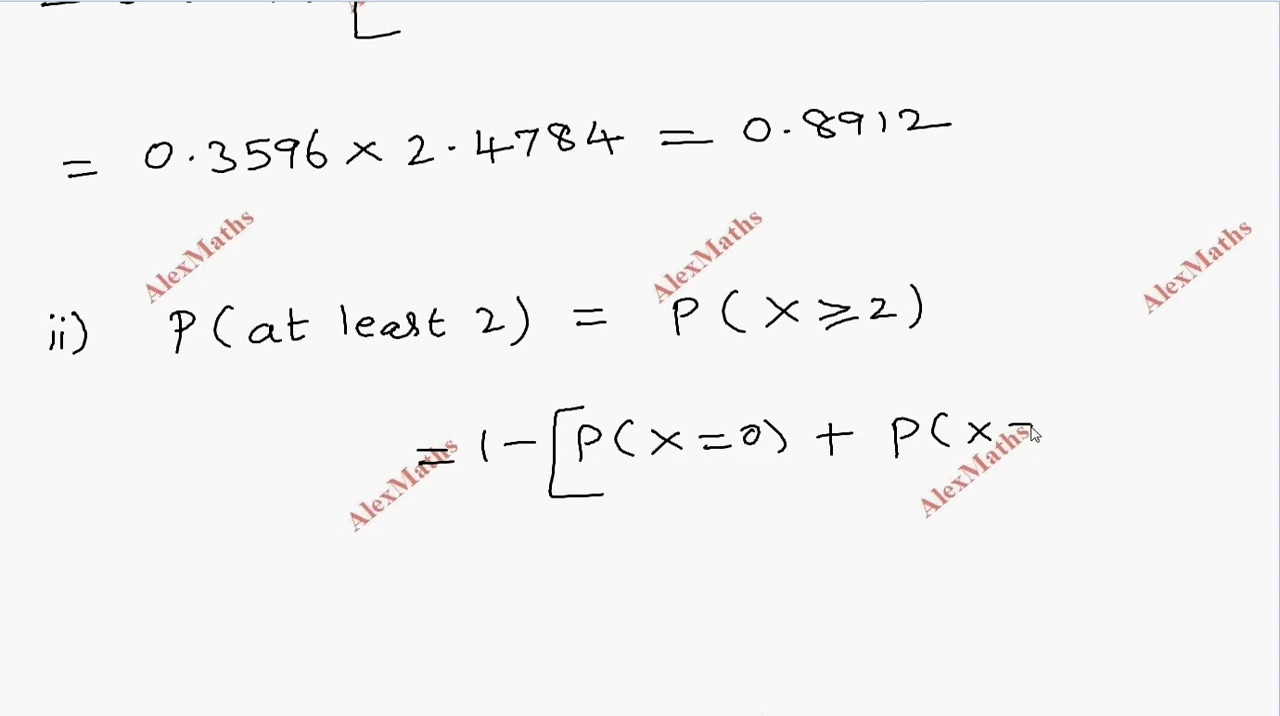 = 0.3596 × 2.4784 = 0.8912
AlexMaths AlexMaths AlexMaths
ii) P(at least 2) = P(X ⩾ 2)
= 1 - [P(X=0) + P(X=
AlexMaths AlexMaths